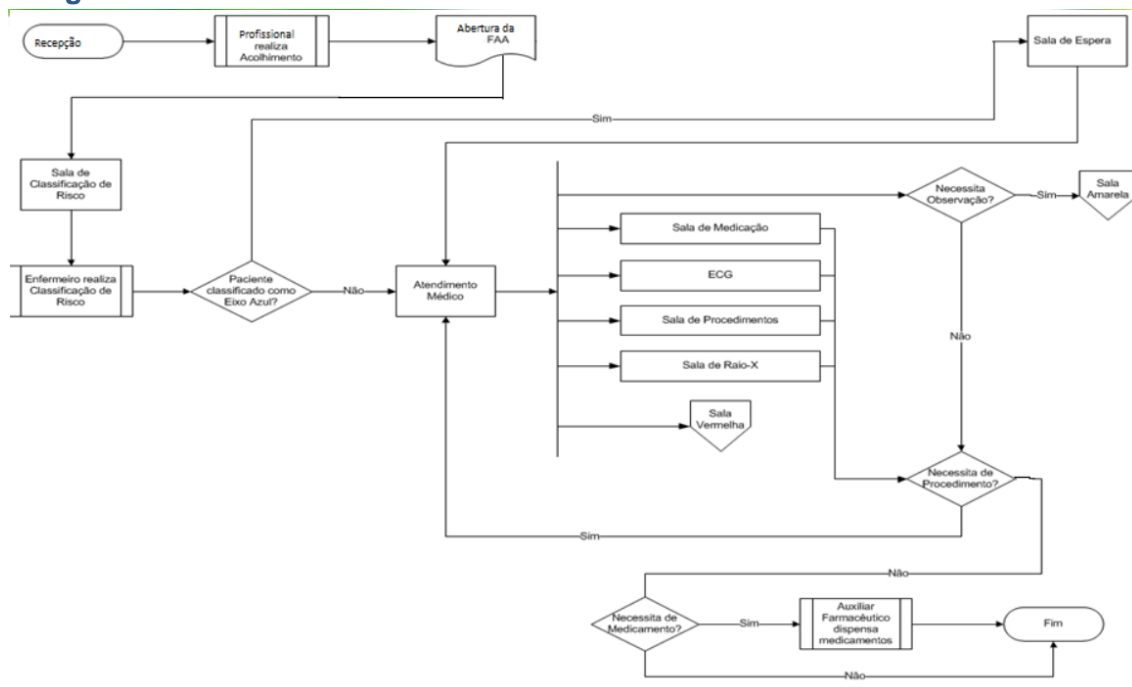 Recepção
Profissional
realiza
Acolhimento
Abertura da
FAA
Sala de Espera
Sim
Sala de
Classificação de
Risco
Necessita
Observação?
Sim
Sala
Amarela
Sala de Medicação
Enfermeiro realiza
Classificação de
Risco
Paciente
classificado como
Eixo Azul?
Não
Atendimento
Médico
ECG
Sala de Procedimentos
Não
Sala de Raio-X
Sala
Vermelha
Necessita de
Procedimento?
Sim
Não
Necessita de
Medicamento?
Sim
Auxiliar
Farmacêutico
dispensa
medicamentos
Fim
Não